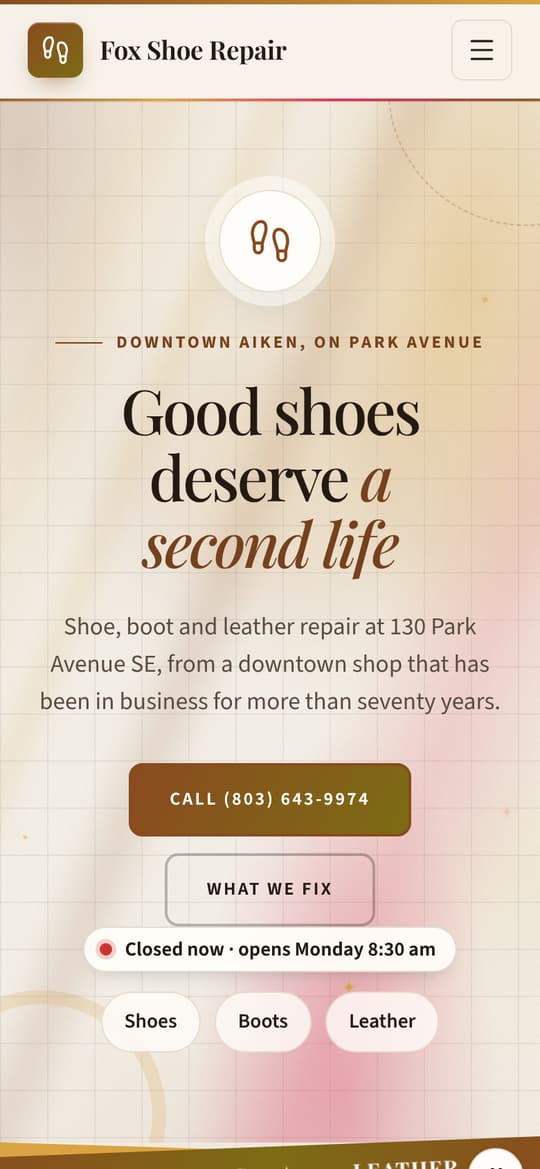 Fox Shoe Repair
DOWNTOWN AIKEN, ON PARK AVENUE
Good shoes
deserve a
second life
Shoe, boot and leather repair at 130 Park
Avenue SE, from a downtown shop that has
been in business for more than seventy years.
CALL (803) 643-9974
WHAT WE FIX
Closed now · opens Monday 8:30 am
Shoes
Boots
Leather
LEATHER